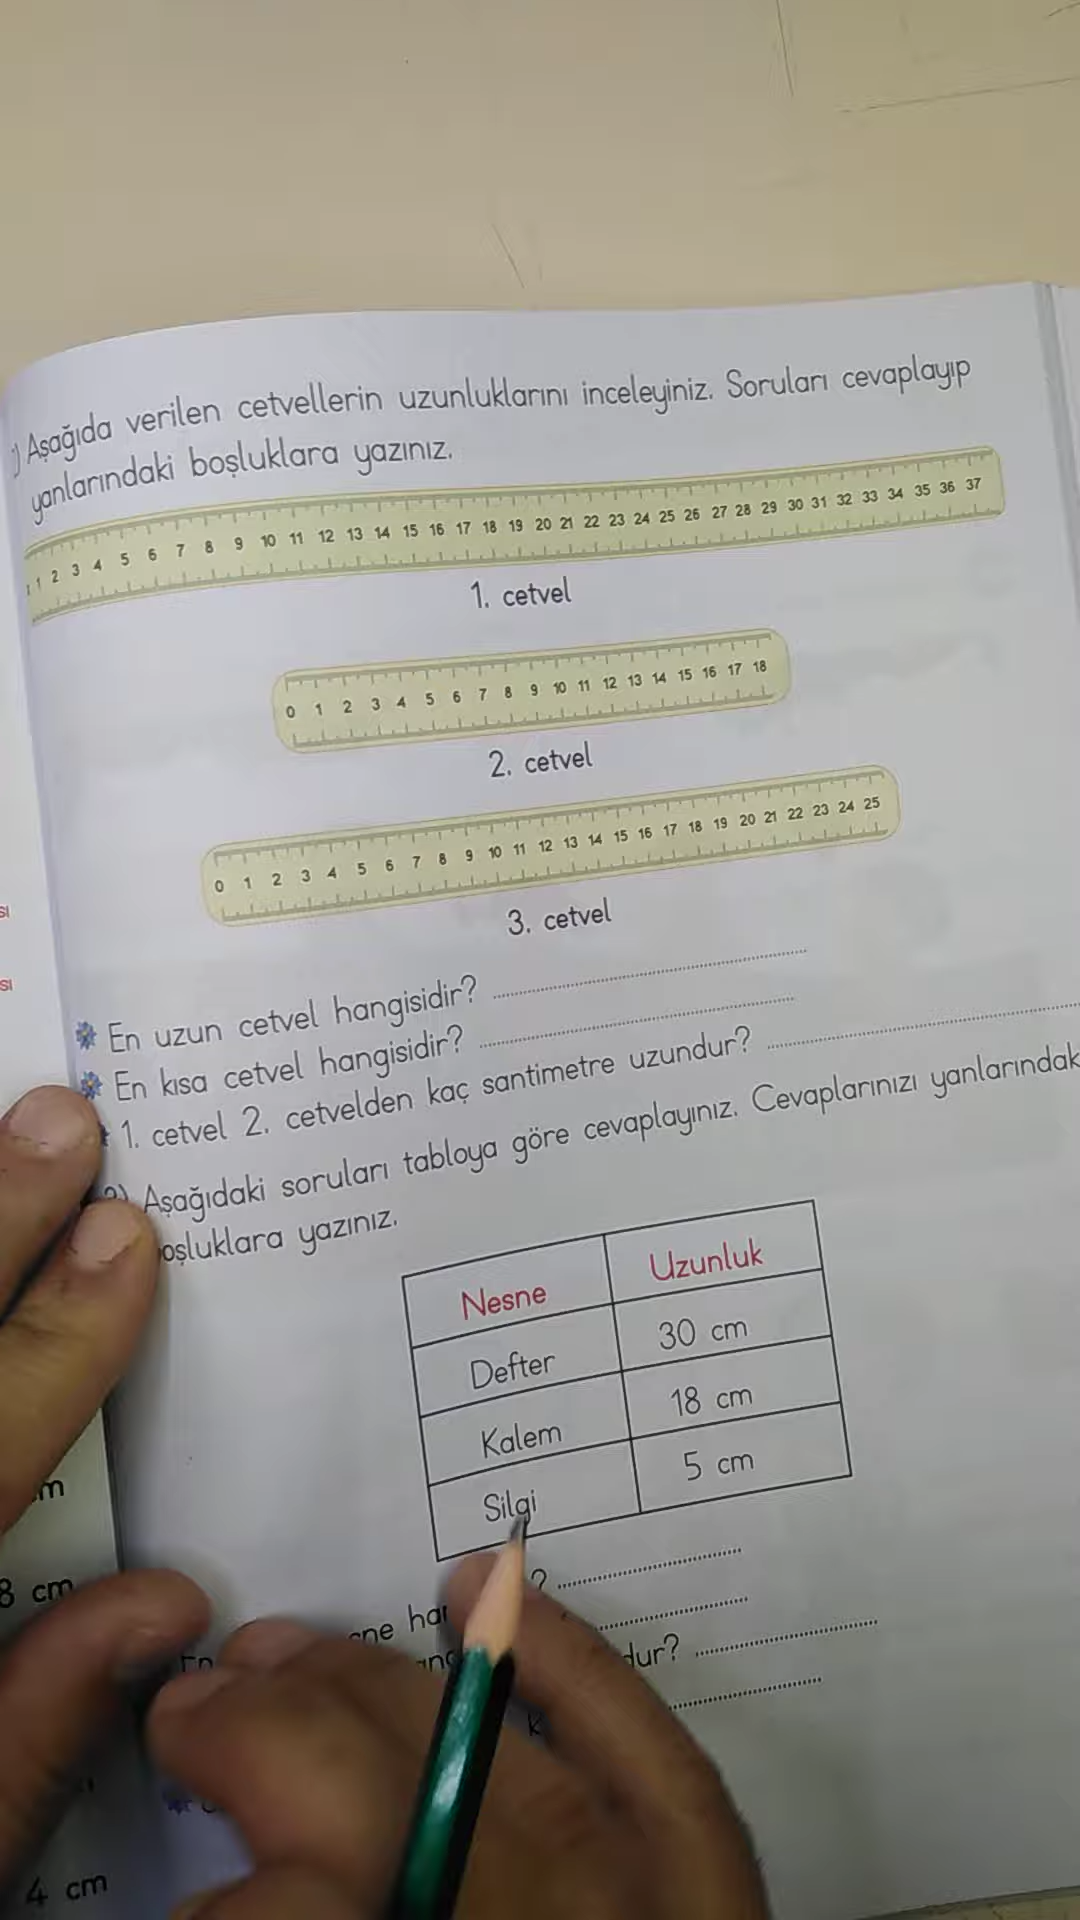 Aşağıda verilen cetvellerin uzunluklarını inceleyiniz. Soruları cevaplayıp
yanlarındaki boşluklara yazınız.
1 2 3 4 5 6 7 8 9 10 11 12 13 14 15 16 17 18 19 20 21 22 23 24 25 26 27 28 29 30 31 32 33 34 35 36 37
1. cetvel
0 1 2 3 4 5 6 7 8 9 10 11 12 13 14 15 16 17 18
2. cetvel
0 1 2 3 4 5 6 7 8 9 10 11 12 13 14 15 16 17 18 19 20 21 22 23 24 25
3. cetvel
En uzun cetvel hangisidir?
En kısa cetvel hangisidir?
1. cetvel 2. cetvelden kaç santimetre uzundur?
Aşağıdaki soruları tabloya göre cevaplayınız. Cevaplarınızı yanlarındak
oşluklara yazınız.
Nesne Uzunluk
Defter 30 cm
Kalem 18 cm
Silgi 5 cm
?
dur?
8 cm
4 cm